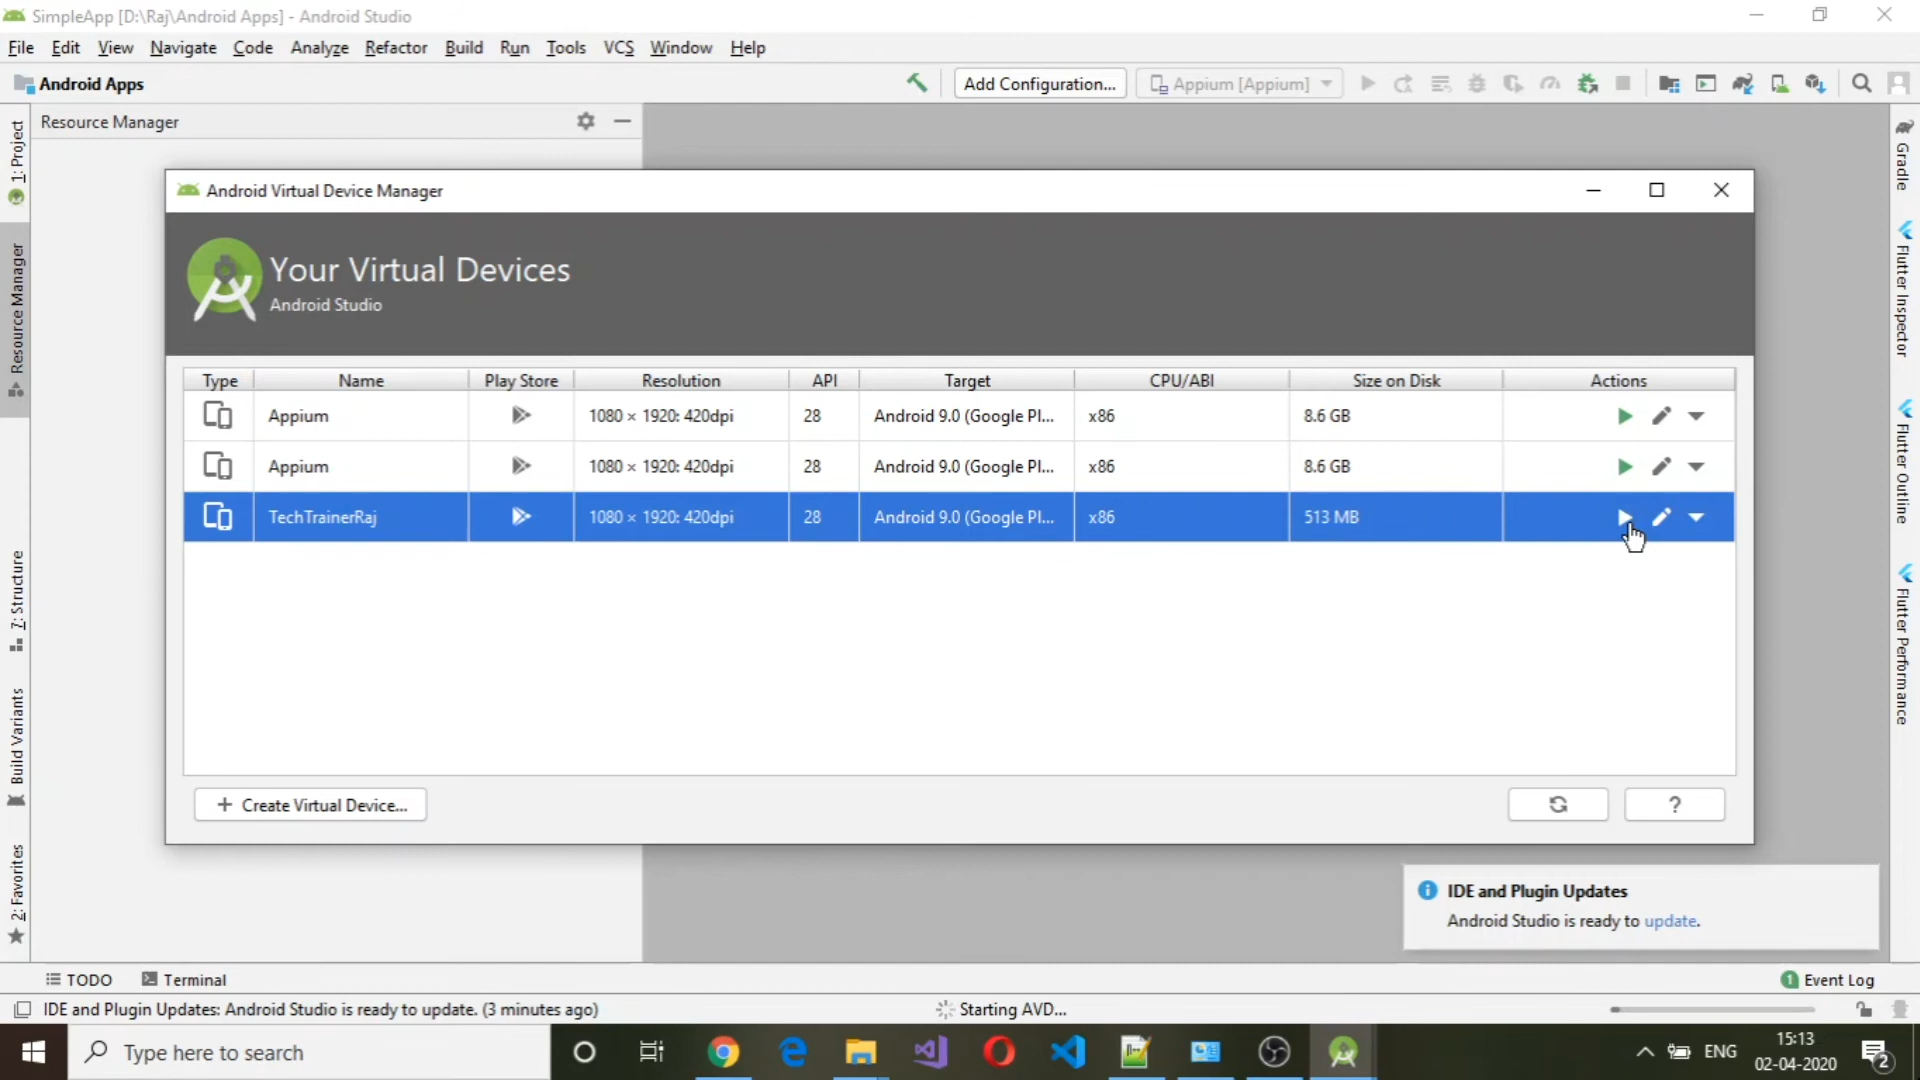 SimpleApp [D:\Raj\Android Apps] - Android Studio
File Edit View Navigate Code Analyze Refactor Build Run Tools VCS Window Help
Android Apps Add Configuration... Appium [Appium]
Resource Manager
1: Project
Resource Manager
7: Structure
Build Variants
2: Favorites
Android Virtual Device Manager
Your Virtual Devices
Android Studio
Type Name Play Store Resolution API Target CPU/ABI Size on Disk Actions
Appium 1080 × 1920: 420dpi 28 Android 9.0 (Google Pl... x86 8.6 GB
Appium 1080 × 1920: 420dpi 28 Android 9.0 (Google Pl... x86 8.6 GB
TechTrainerRaj 1080 × 1920: 420dpi 28 Android 9.0 (Google Pl... x86 513 MB
+ Create Virtual Device... ?
Gradle
Flutter Inspector
Flutter Outline
Flutter Performance
IDE and Plugin Updates
Android Studio is ready to update.
TODO Terminal 1 Event Log
IDE and Plugin Updates: Android Studio is ready to update. (3 minutes ago) Starting AVD...
Type here to search ENG 15:13
02-04-2020 2